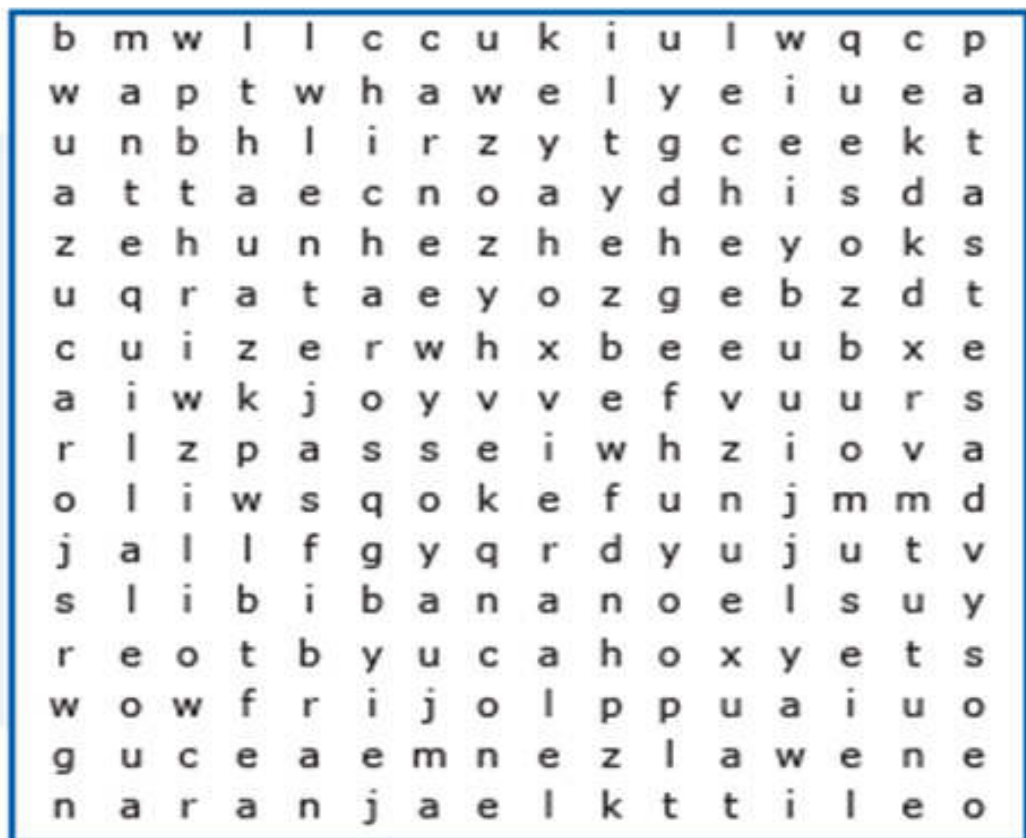 b m w l l c c u k i u l w q c p
w a p t w h a w e l y e i u e a
u n b h l i r z y t g c e e k t
a t t a e c n o a y d h i s d a
z e h u n h e z h e h e y o k s
u q r a t a e y o z g e b z d t
c u i z e r w h x b e e u b x e
a i w k j o y v v e f v u u r s
r l z p a s s e i w h z i o v a
o l i w s q o k e f u n j m m d
j a l l f g y q r d y u j u t v
s l i b i b a n a n o e l s u y
r e o t b y u c a h o x y e t s
w o w f r i j o l p p u a i u o
g u c e a e m n e z l a w e n e
n a r a n j a e l k t t i l e o